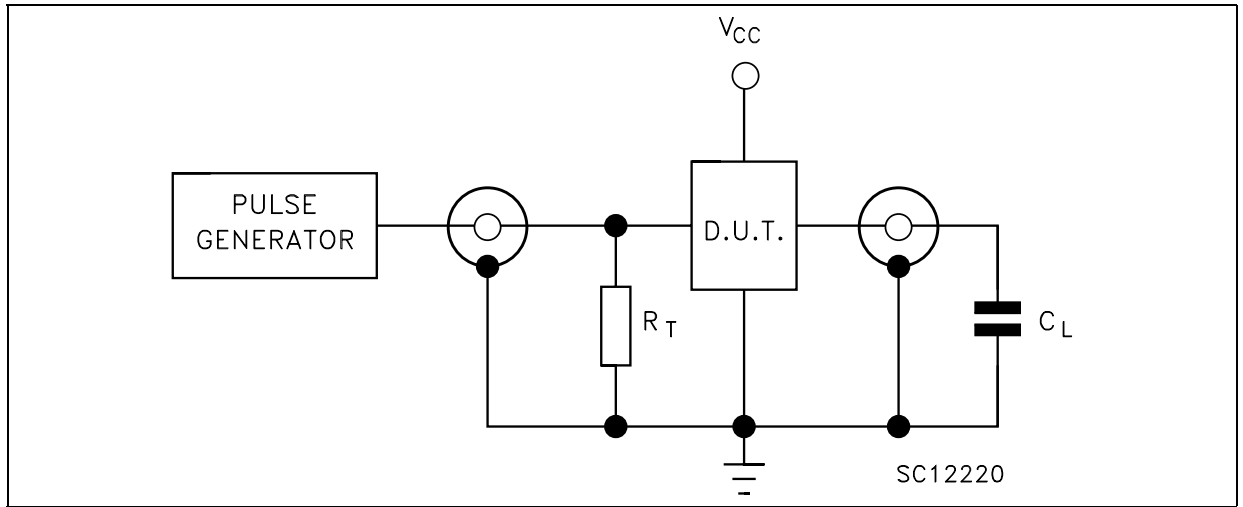 VCC
PULSE
GENERATOR
D.U.T.
RT
CL
SC12220